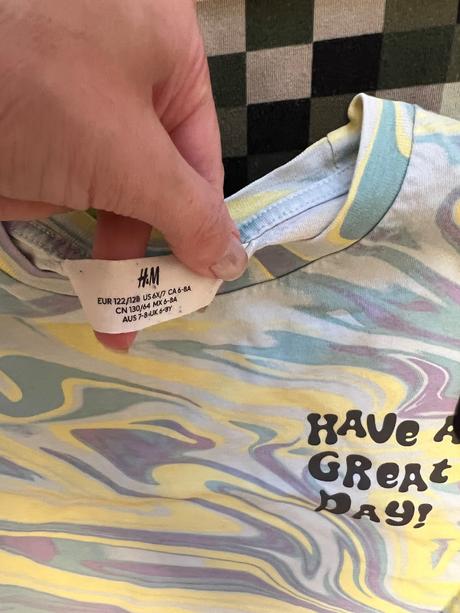 H&M
EUR 122/128 US 6X/7 CA 6-8A
CN 130/64 MX 6-8A
AUS 7-8 UK 6-8Y
HAVE A
GREAT
DAY!